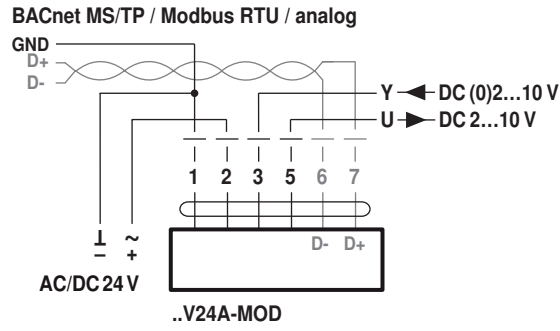 BACnet MS/TP / Modbus RTU / analog
GND
D+
D-
Y DC (0)2...10 V
U DC 2...10 V
1 2 3 5 6 7
⊥ ~
– +
D- D+
AC/DC 24 V
..V24A-MOD